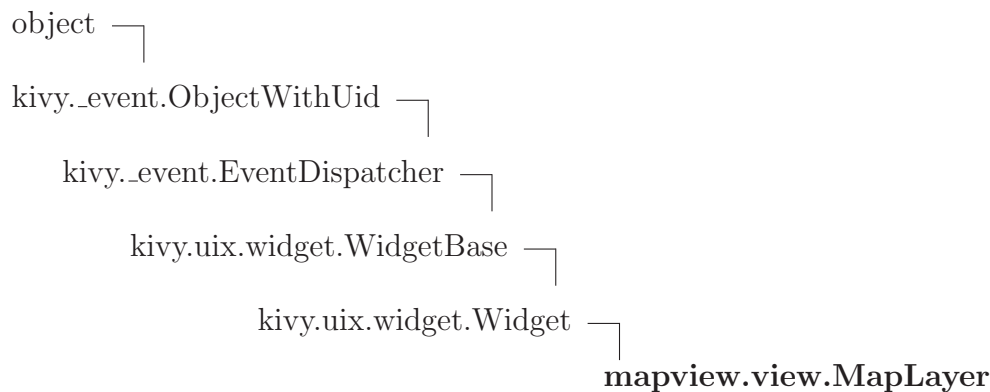 object
kivy._event.ObjectWithUid
kivy._event.EventDispatcher
kivy.uix.widget.WidgetBase
kivy.uix.widget.Widget
mapview.view.MapLayer